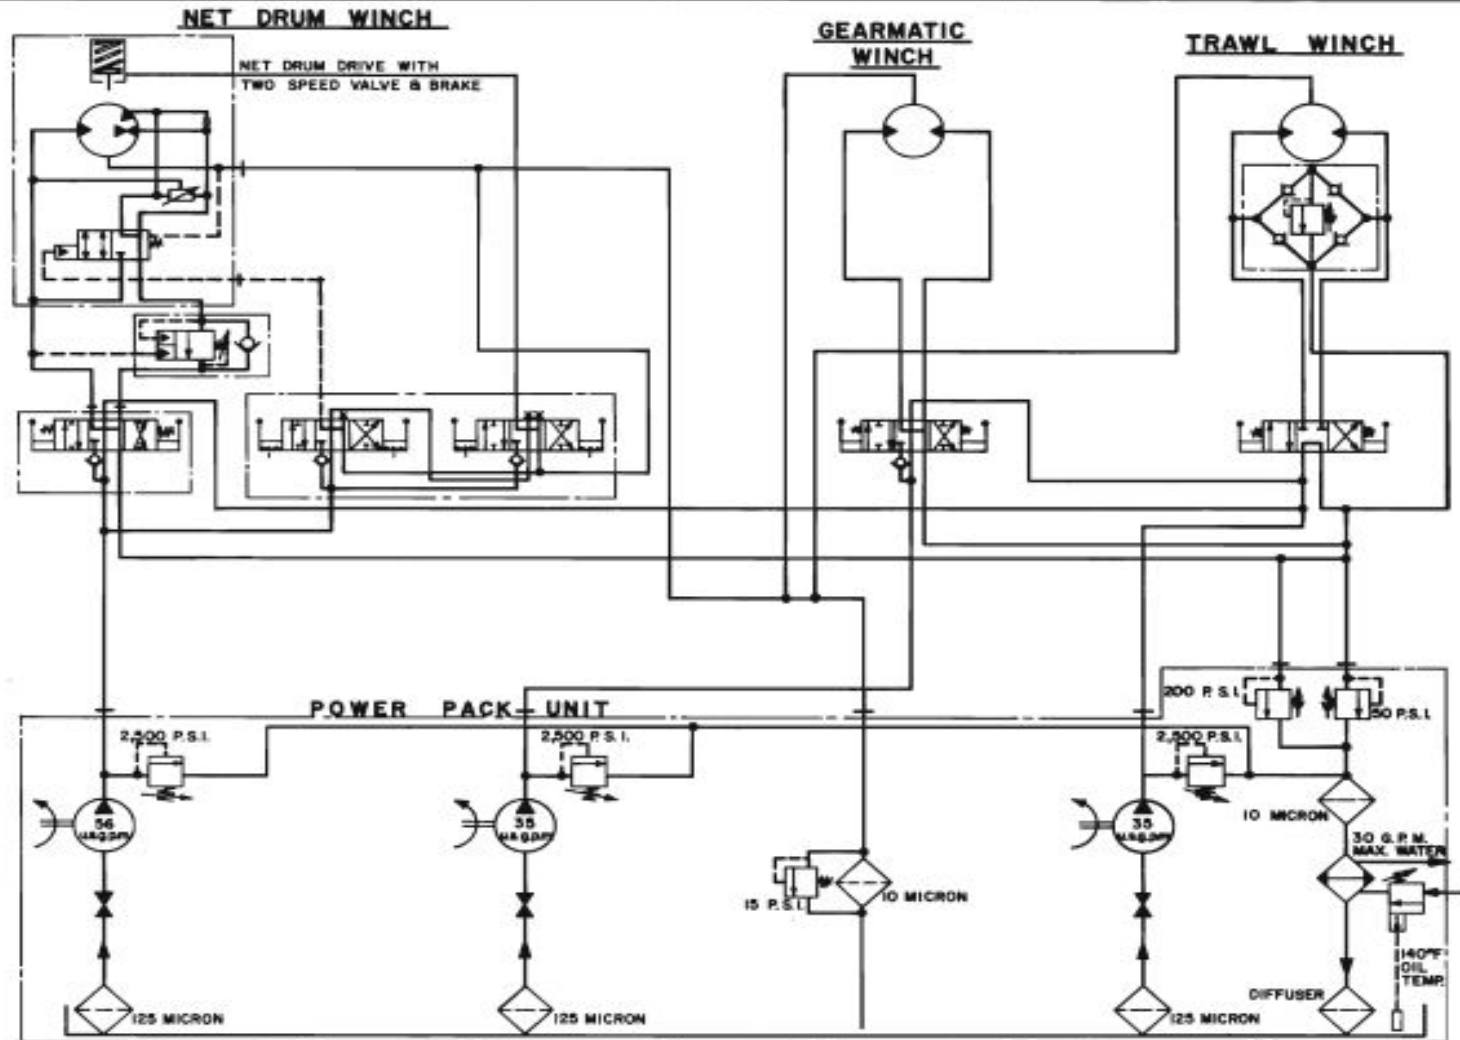 NET DRUM WINCH
GEARMATIC
WINCH
TRAWL WINCH
NET DRUM DRIVE WITH
TWO SPEED VALVE & BRAKE
200 P.S.I.
50 P.S.I.
POWER PACK UNIT
2,500 P.S.I.
2,500 P.S.I.
2,500 P.S.I.
56
u.s.g.p.m
35
u.s.g.p.m
35
u.s.g.p.m
10 MICRON
30 G.P.M.
MAX. WATER
15 P.S.I.
10 MICRON
140°F
OIL
TEMP.
DIFFUSER
125 MICRON
125 MICRON
125 MICRON